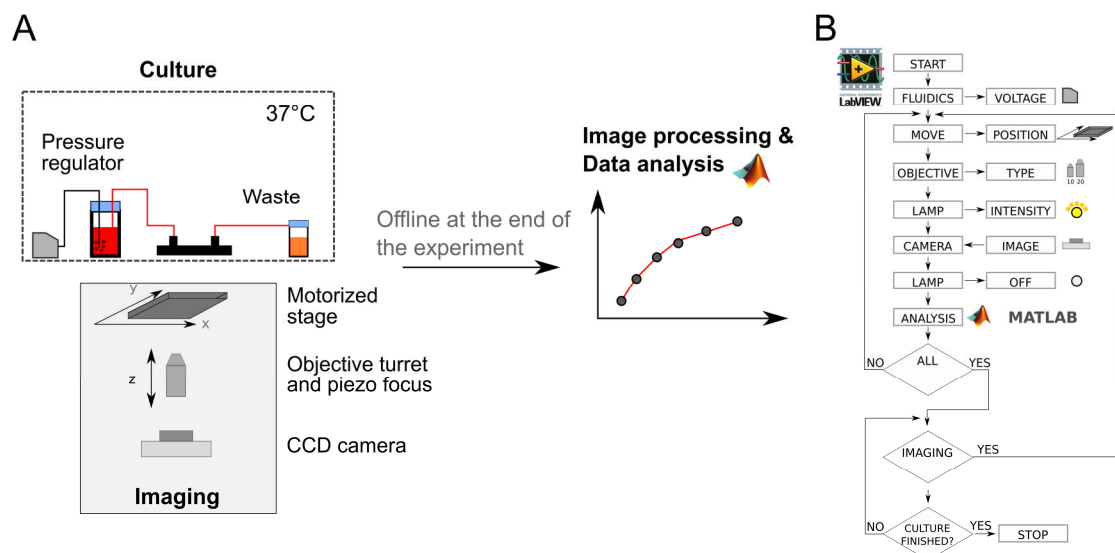 A
Culture
37°C
Pressure
regulator
Waste
Offline at the end of
the experiment
Image processing &
Data analysis
y
x
Motorized
stage
z
Objective turret
and piezo focus
CCD camera
Imaging
B
LabVIEW
START
FLUIDICS
VOLTAGE
MOVE
POSITION
OBJECTIVE
TYPE
10 20
LAMP
INTENSITY
CAMERA
IMAGE
LAMP
OFF
ANALYSIS
MATLAB
NO
ALL
YES
IMAGING
YES
NO
CULTURE
FINISHED?
YES
STOP